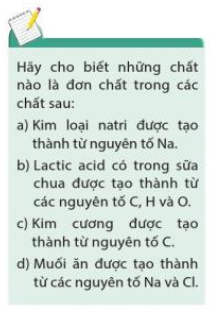 Hãy cho biết những chất
nào là đơn chất trong các
chất sau:
a) Kim loại natri được tạo
thành từ nguyên tố Na.
b) Lactic acid có trong sữa
chua được tạo thành từ
các nguyên tố C, H và O.
c) Kim cương được tạo
thành từ nguyên tố C.
d) Muối ăn được tạo thành
từ các nguyên tố Na và Cl.